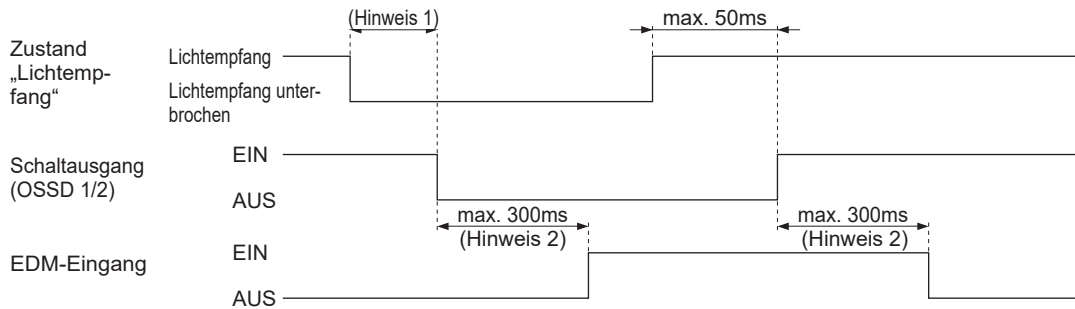 (Hinweis 1)
max. 50ms
Zustand
„Lichtemp-
fang“
Lichtempfang
Lichtempfang unter-
brochen
Schaltausgang
(OSSD 1/2)
EIN
AUS
max. 300ms
(Hinweis 2)
max. 300ms
(Hinweis 2)
EDM-Eingang
EIN
AUS